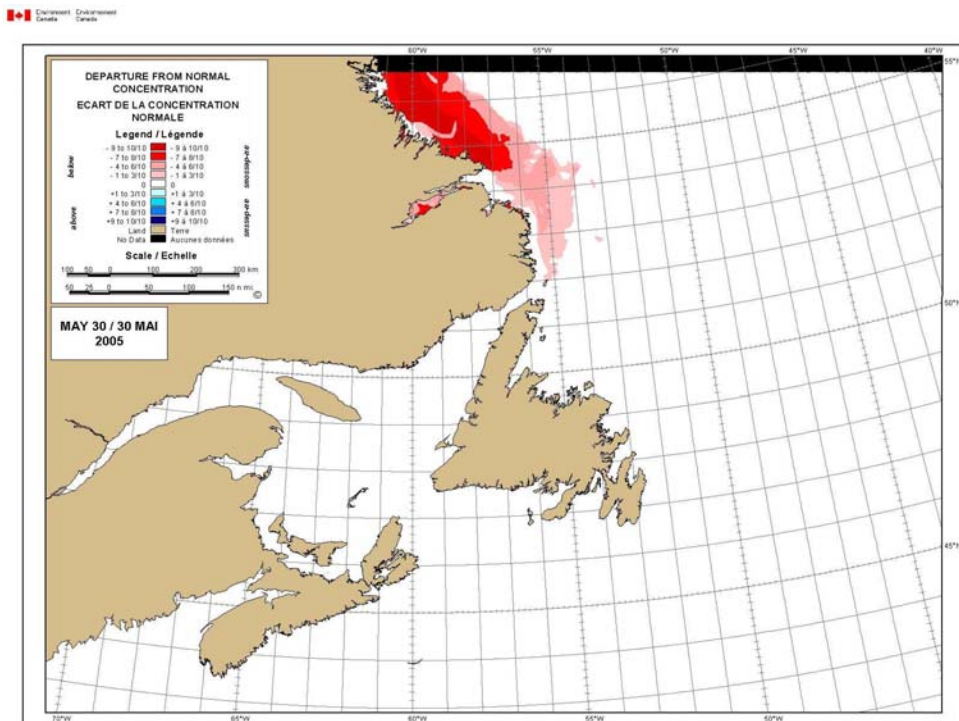 Environment Environnement
Canada Canada
60°W 55°W 50°W 45°W 40°W
55°N
DEPARTURE FROM NORMAL
CONCENTRATION
ECART DE LA CONCENTRATION
NORMALE
Legend / Légende
below
- 9 to 10/10 - 9 à 10/10
- 7 to 8/10 - 7 à 8/10
- 4 to 6/10 - 4 à 6/10
- 1 to 3/10 - 1 à 3/10
0 0
+1 to 3/10 +1 à 3/10
+ 4 to 6/10 + 4 à 6/10
+ 7 to 8/10 + 7 à 8/10
+9 to 10/10 +9 à 10/10
above
au-dessous
au-dessus
Land Terre
No Data Aucunes données
Scale / Echelle
100 50 0 100 200 300 km
50 25 0 50 100 150 n mi
©
MAY 30 / 30 MAI
2005
50°N
45°N
70°W 65°W 60°W 55°W 50°W